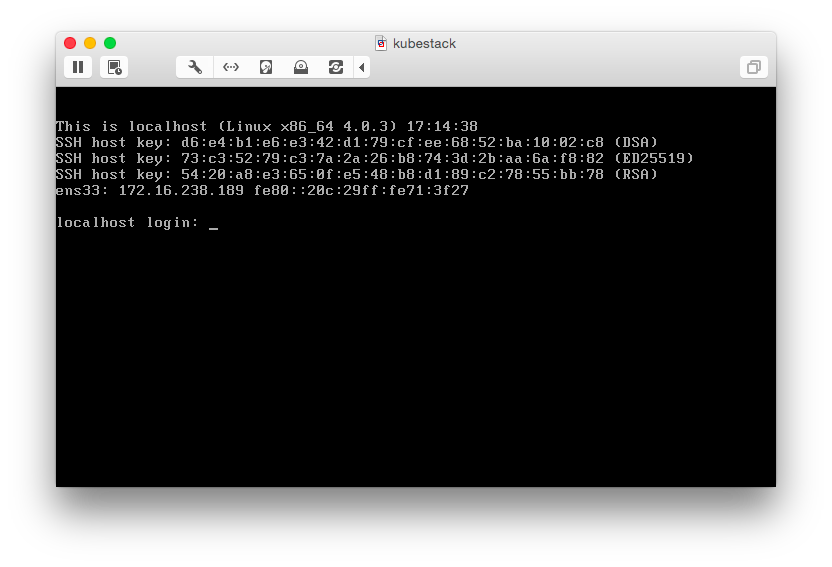 kubestack
This is localhost (Linux x86_64 4.0.3) 17:14:38
SSH host key: d6:e4:b1:e6:e3:42:d1:79:cf:ee:68:52:ba:10:02:c8 (DSA)
SSH host key: 73:c3:52:79:c3:7a:2a:26:b8:74:3d:2b:aa:6a:f8:82 (ED25519)
SSH host key: 54:20:a8:e3:65:0f:e5:48:b8:d1:89:c2:78:55:bb:78 (RSA)
ens33: 172.16.238.189 fe80::20c:29ff:fe71:3f27
localhost login: _